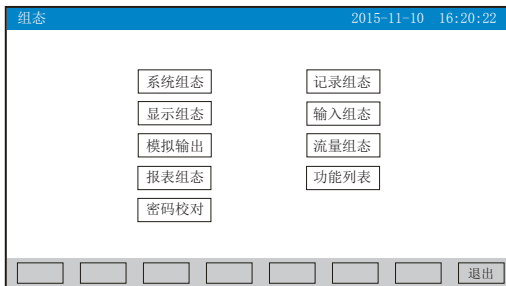 组态 2015-11-10 16:20:22
系统组态 记录组态
显示组态 输入组态
模拟输出 流量组态
报表组态 功能列表
密码校对
退出